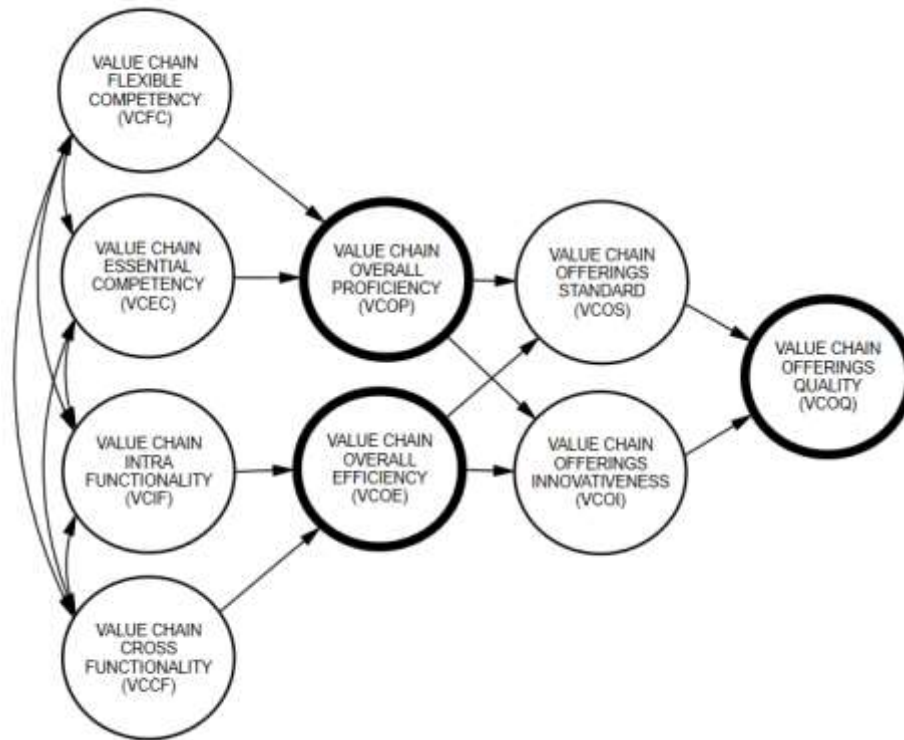 VALUE CHAIN
FLEXIBLE
COMPETENCY
(VCFC)
VALUE CHAIN
ESSENTIAL
COMPETENCY
(VCEC)
VALUE CHAIN
INTRA
FUNCTIONALITY
(VCIF)
VALUE CHAIN
CROSS
FUNCTIONALITY
(VCCF)
VALUE CHAIN
OVERALL
PROFICIENCY
(VCOP)
VALUE CHAIN
OVERALL
EFFICIENCY
(VCOE)
VALUE CHAIN
OFFERINGS
STANDARD
(VCOS)
VALUE CHAIN
OFFERINGS
INNOVATIVENESS
(VCOI)
VALUE CHAIN
OFFERINGS
QUALITY
(VCOQ)